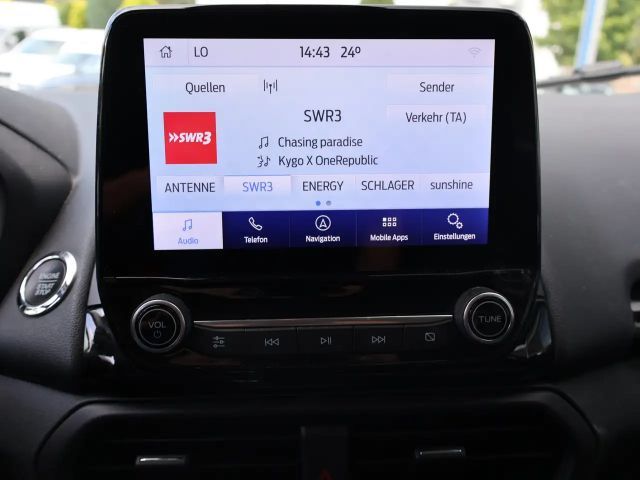 LO 14:43 24º
Quellen Sender
SWR3
Verkehr (TA)
»SWR3
Chasing paradise
Kygo X OneRepublic
ANTENNE SWR3 ENERGY SCHLAGER sunshine
Audio Telefon Navigation Mobile Apps Einstellungen
ENGINE
START
STOP
VOL
TUNE